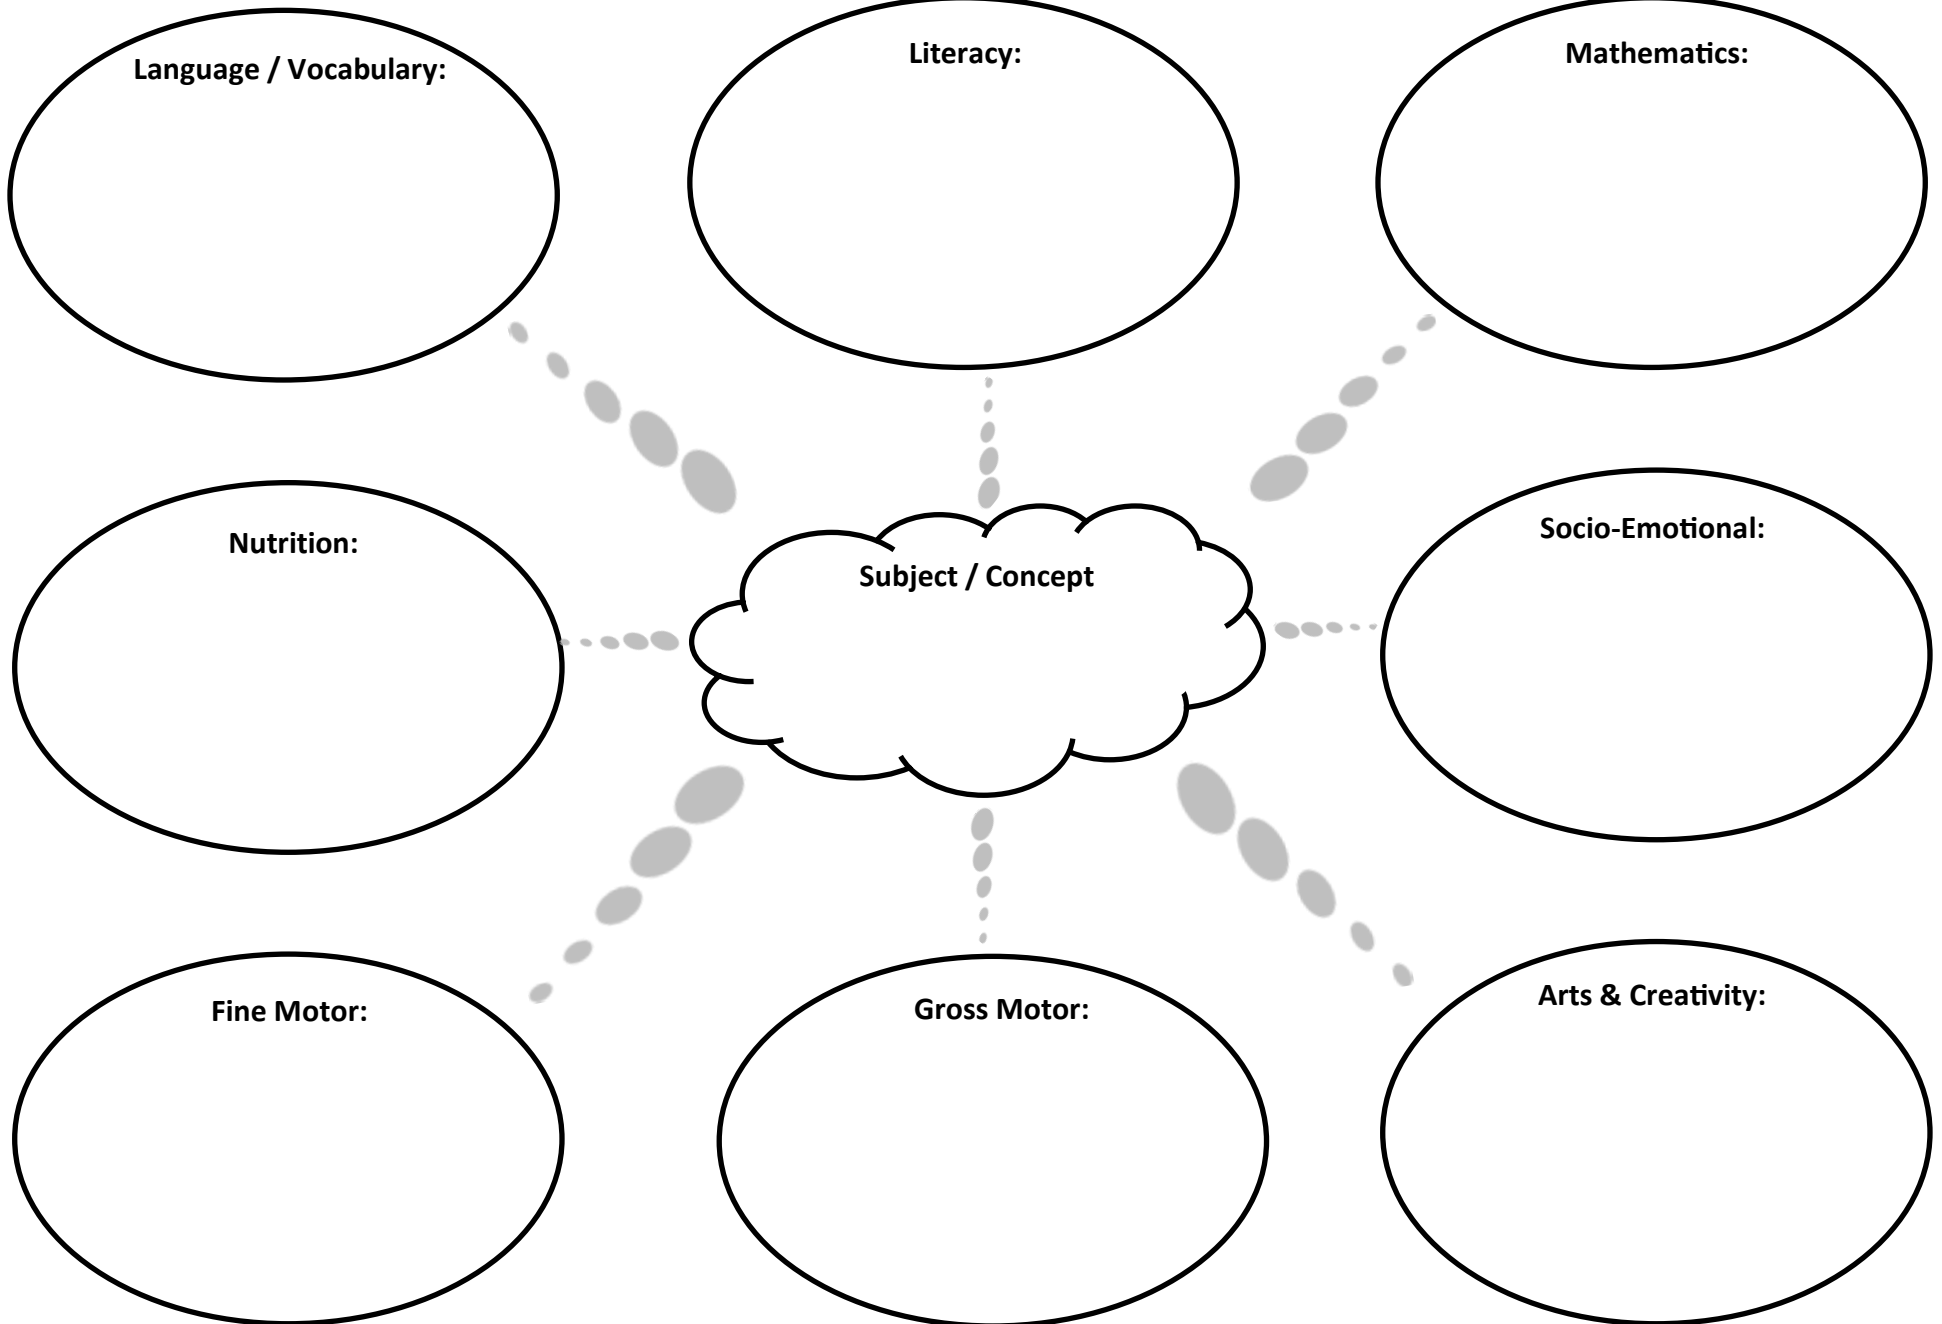 Language / Vocabulary:
Literacy:
Mathematics:
Nutrition:
Subject / Concept
Socio-Emotional:
Fine Motor:
Gross Motor:
Arts & Creativity: